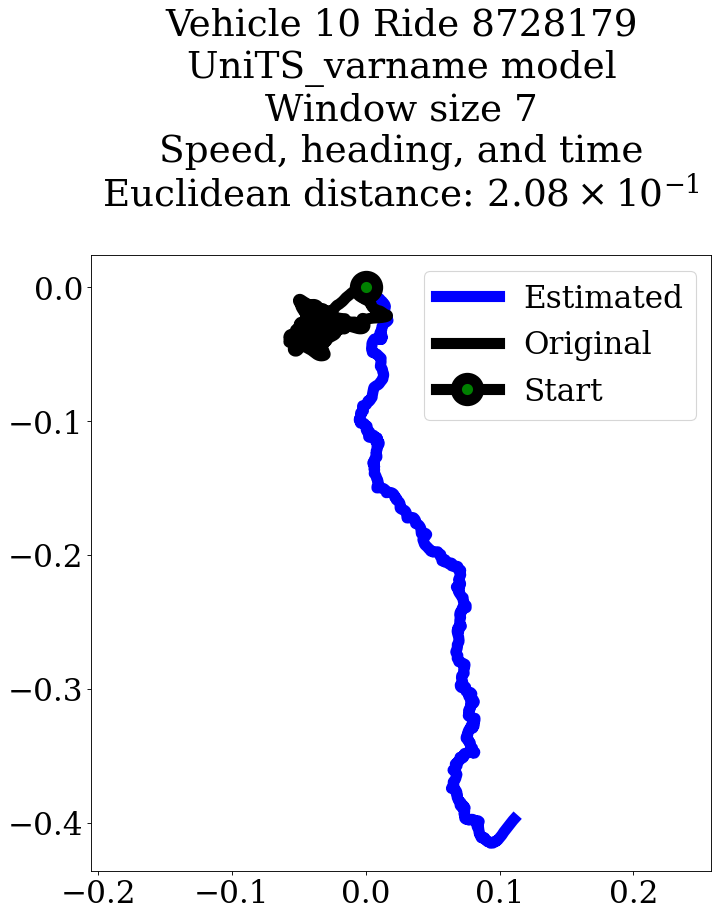 Vehicle 10 Ride 8728179
UniTS_varname model
Window size 7
Speed, heading, and time
Euclidean distance: 2.08 × 10⁻¹
Estimated
Original
Start
0.0
−0.1
−0.2
−0.3
−0.4
−0.2 −0.1 0.0 0.1 0.2